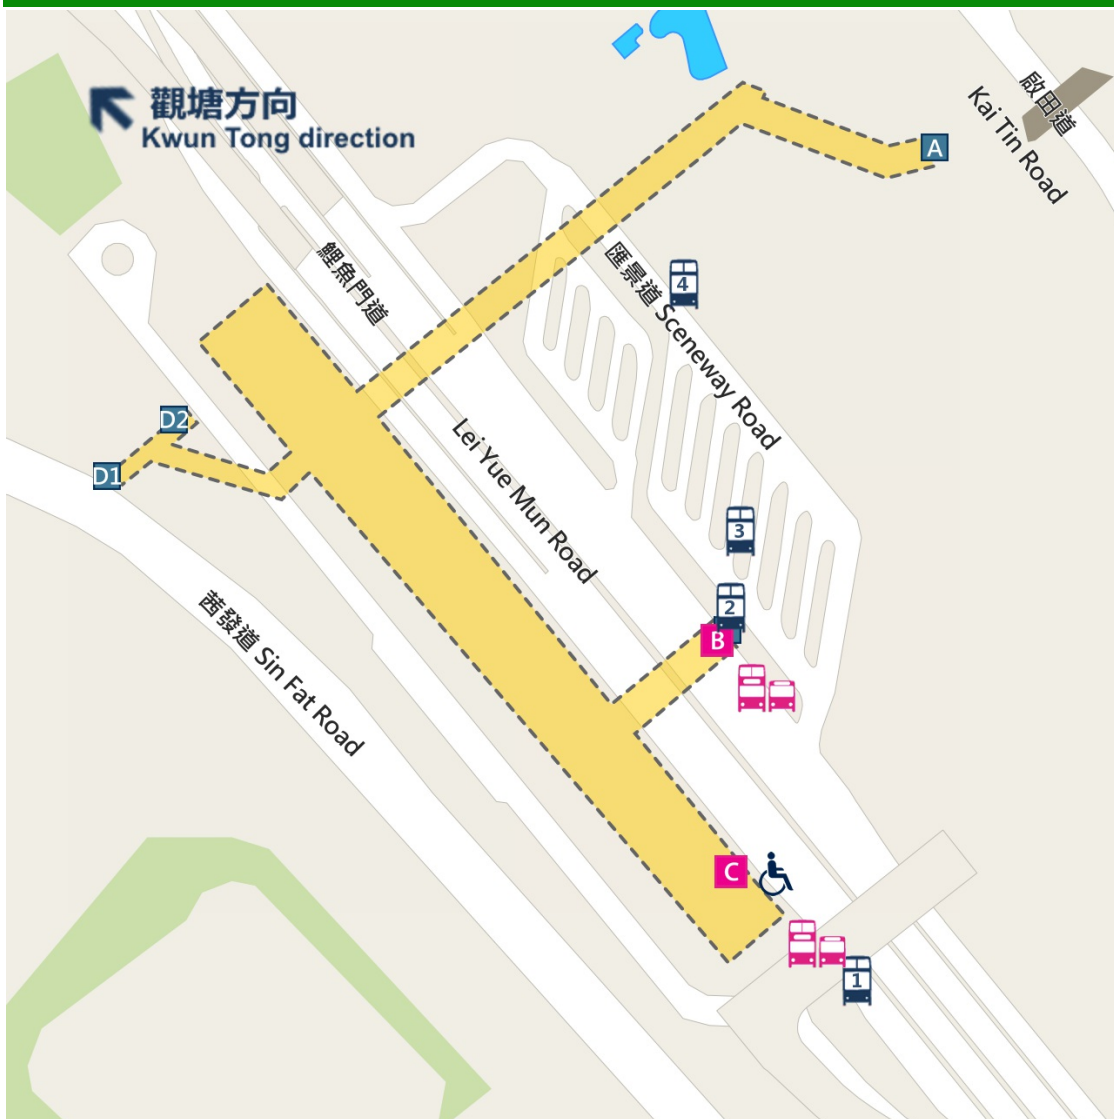 觀塘方向
Kwun Tong direction
啟田道
Kai Tin Road
A
鯉魚門道
匯景道 Sceneway Road
4
D2
D1
Lei Yue Mun Road
3
2
B
茜發道 Sin Fat Road
C
1